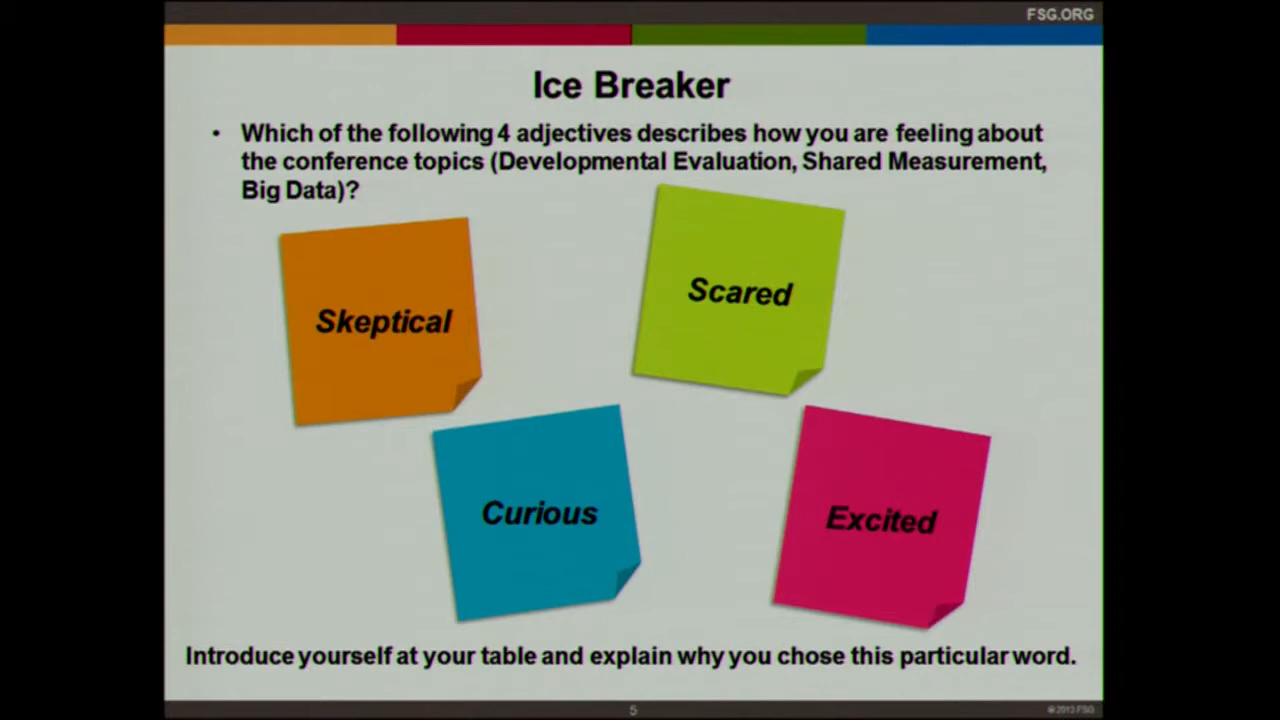 FSG.ORG
Ice Breaker
• Which of the following 4 adjectives describes how you are feeling about
the conference topics (Developmental Evaluation, Shared Measurement,
Big Data)?
Scared
Skeptical
Curious
Excited
Introduce yourself at your table and explain why you chose this particular word.
5
© 2013 FSG